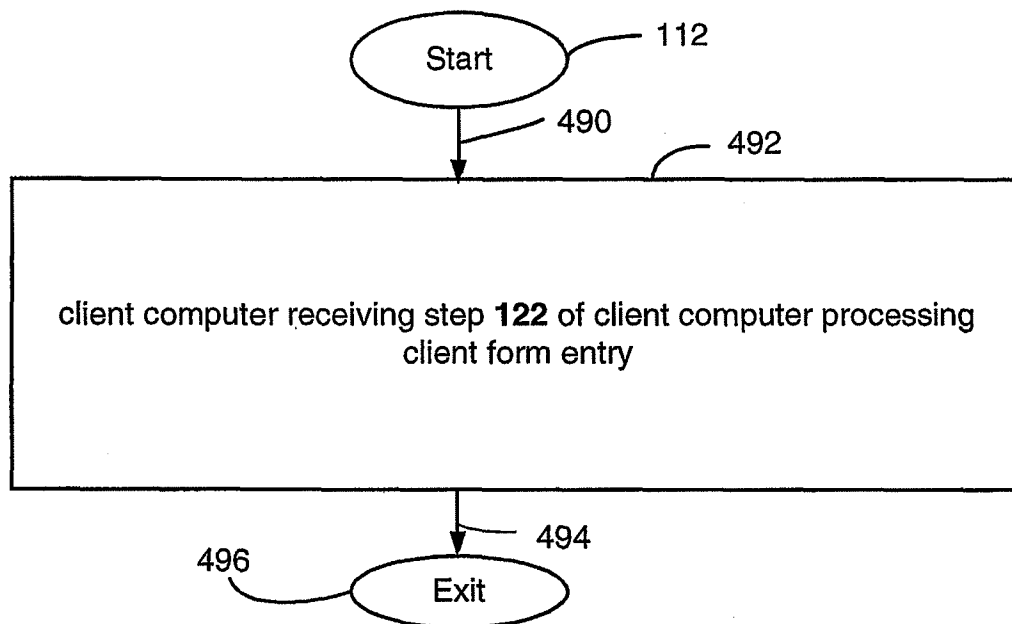 Start
112
490
492
client computer receiving step 122 of client computer processing
client form entry
494
496
Exit